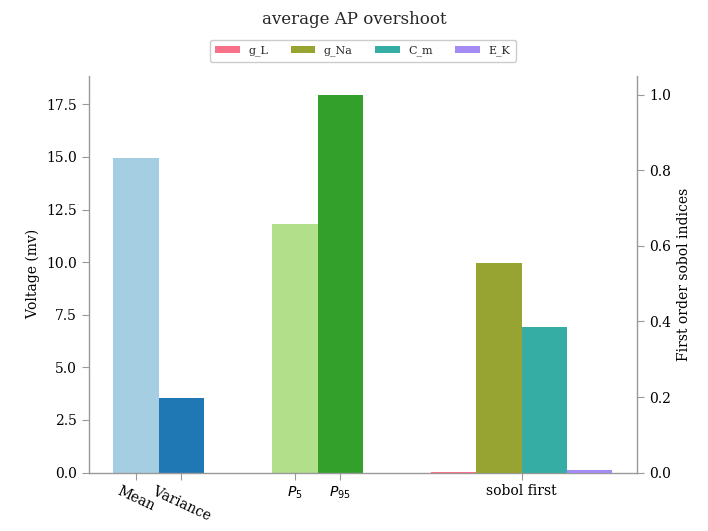 average AP overshoot
g_L g_Na C_m E_K
17.5
15.0
12.5
10.0
7.5
5.0
2.5
0.0
Voltage (mv)
1.0
0.8
0.6
0.4
0.2
0.0
First order sobol indices
Mean
Variance
P5
P95
sobol first